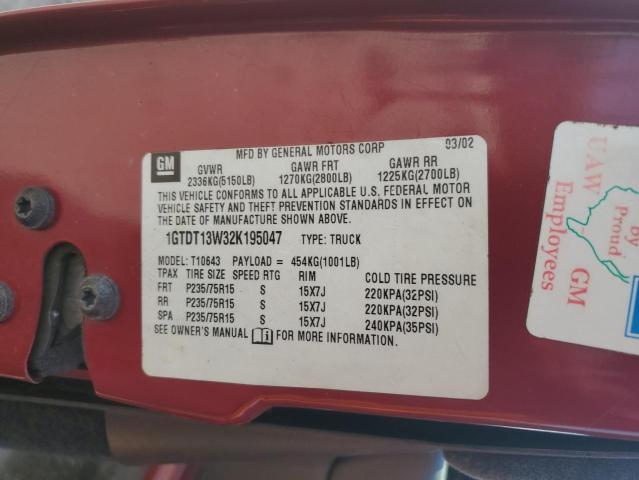 MFD BY GENERAL MOTORS CORP 03/02
GM
GVWR GAWR FRT GAWR RR
2336KG(5150LB) 1270KG(2800LB) 1225KG(2700LB)
THIS VEHICLE CONFORMS TO ALL APPLICABLE U.S. FEDERAL MOTOR
VEHICLE SAFETY AND THEFT PREVENTION STANDARDS IN EFFECT ON
THE DATE OF MANUFACTURE SHOWN ABOVE.
1GTDT13W32K195047 TYPE: TRUCK
MODEL: T10643 PAYLOAD = 454KG(1001LB)
TPAX TIRE SIZE SPEED RTG RIM COLD TIRE PRESSURE
FRT P235/75R15 S 15X7J 220KPA(32PSI)
RR P235/75R15 S 15X7J 220KPA(32PSI)
SPA P235/75R15 S 15X7J 240KPA(35PSI)
SEE OWNER'S MANUAL FOR MORE INFORMATION.
by Proud
UAW GM
Employees